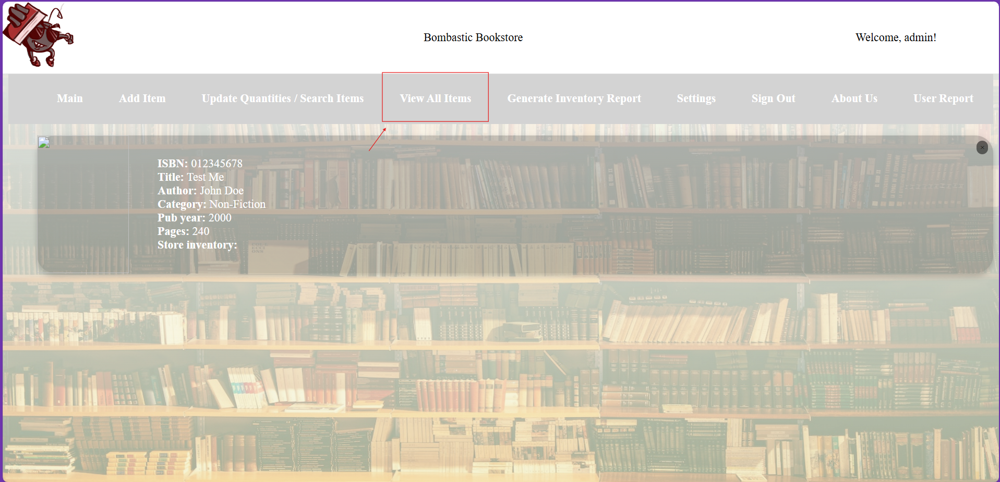 Bombastic Bookstore
Welcome, admin!
Main Add Item Update Quantities / Search Items View All Items Generate Inventory Report Settings Sign Out About Us User Report
×
ISBN: 012345678
Title: Test Me
Author: John Doe
Category: Non-Fiction
Pub year: 2000
Pages: 240
Store inventory: